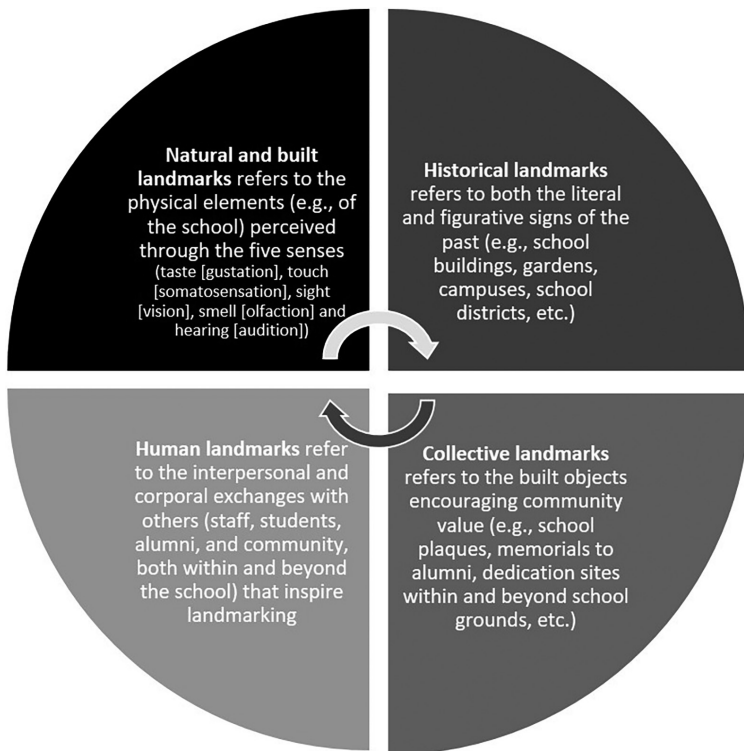 Natural and built
landmarks refers to the
physical elements (e.g., of
the school) perceived
through the five senses
(taste [gustation], touch
[somatosensation], sight
[vision], smell [olfaction] and
hearing [audition])
Historical landmarks
refers to both the literal
and figurative signs of the
past (e.g., school
buildings, gardens,
campuses, school
districts, etc.)
Human landmarks refer
to the interpersonal and
corporal exchanges with
others (staff, students,
alumni, and community,
both within and beyond
the school) that inspire
landmarking
Collective landmarks
refers to the built objects
encouraging community
value (e.g., school
plaques, memorials to
alumni, dedication sites
within and beyond school
grounds, etc.)